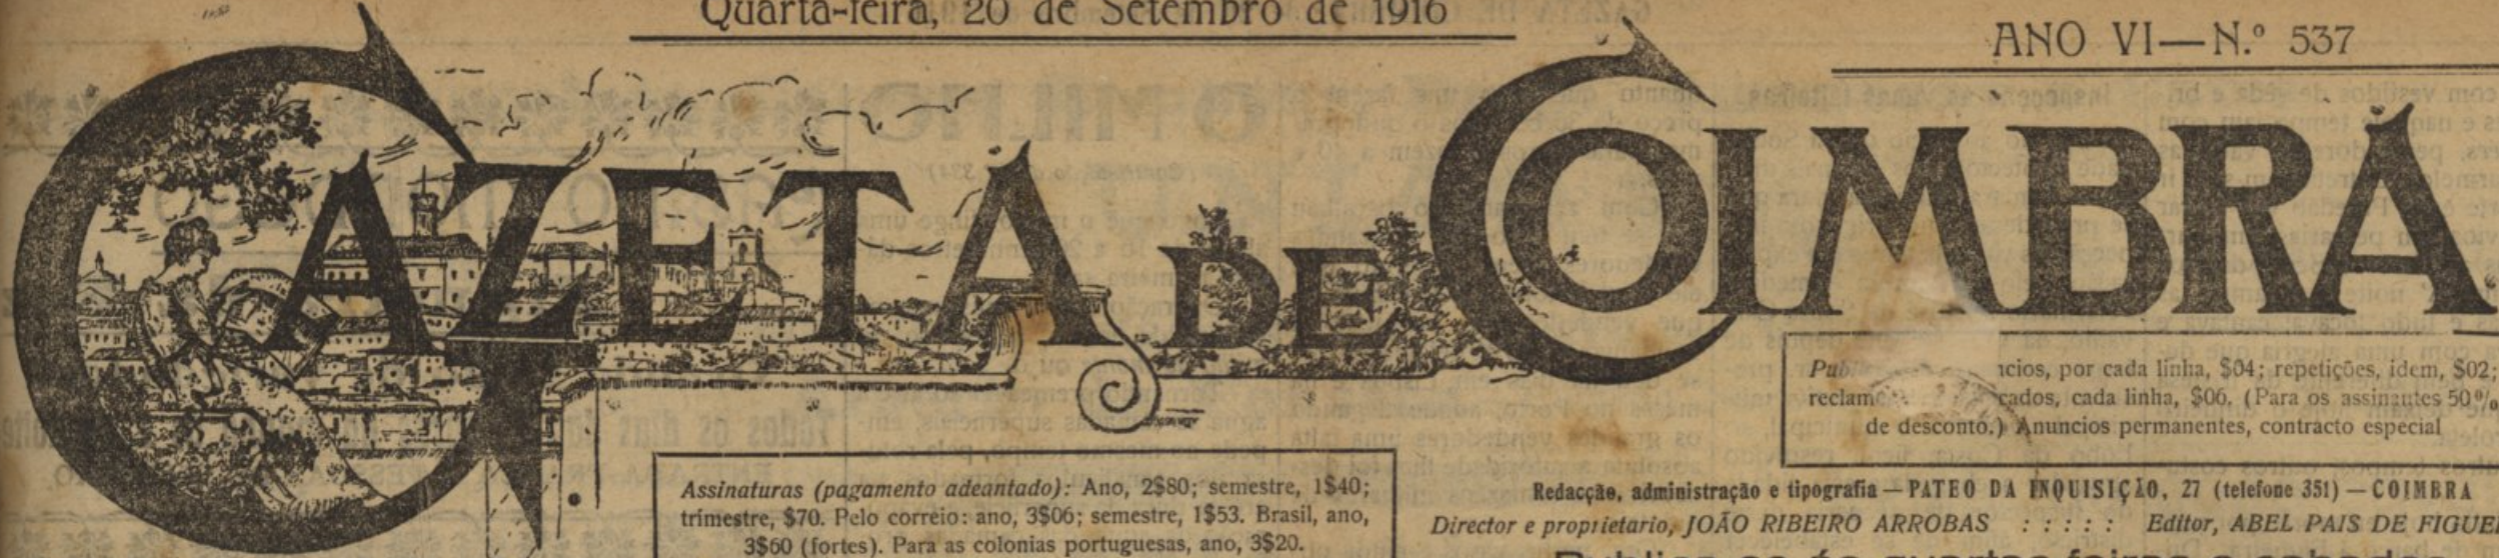 Quarta-feira, 20 de Setembro de 1916
ANO VI—N.º 537
GAZETA DE COIMBRA
ncios, por cada linha, $04; repetições, idem, $02;
cados, cada linha, $06. (Para os assinantes 50 %
de desconto.) Anuncios permanentes, contracto especial
Assinaturas (pagamento adeantado): Ano, 2$80; semestre, 1$40;
trimestre, $70. Pelo correio: ano, 3$06; semestre, 1$53. Brasil, ano,
3$60 (fortes). Para as colonias portuguesas, ano, 3$20.
Redacção, administração e tipografia — PATEO DA INQUISIÇÃO, 27 (telefone 351) — COIMBRA
Director e proprietario, JOÃO RIBEIRO ARROBAS : : : : : Editor, ABEL PAIS DE FIGUE